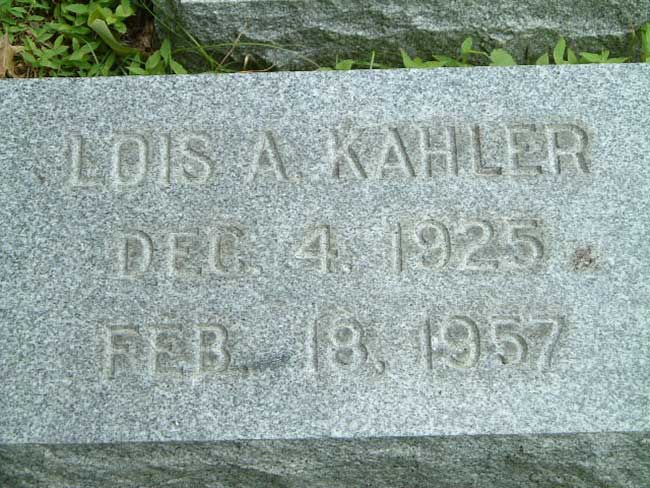 LOIS A. KAHLER
DEC. 4. 1925
FEB. 18, 1957